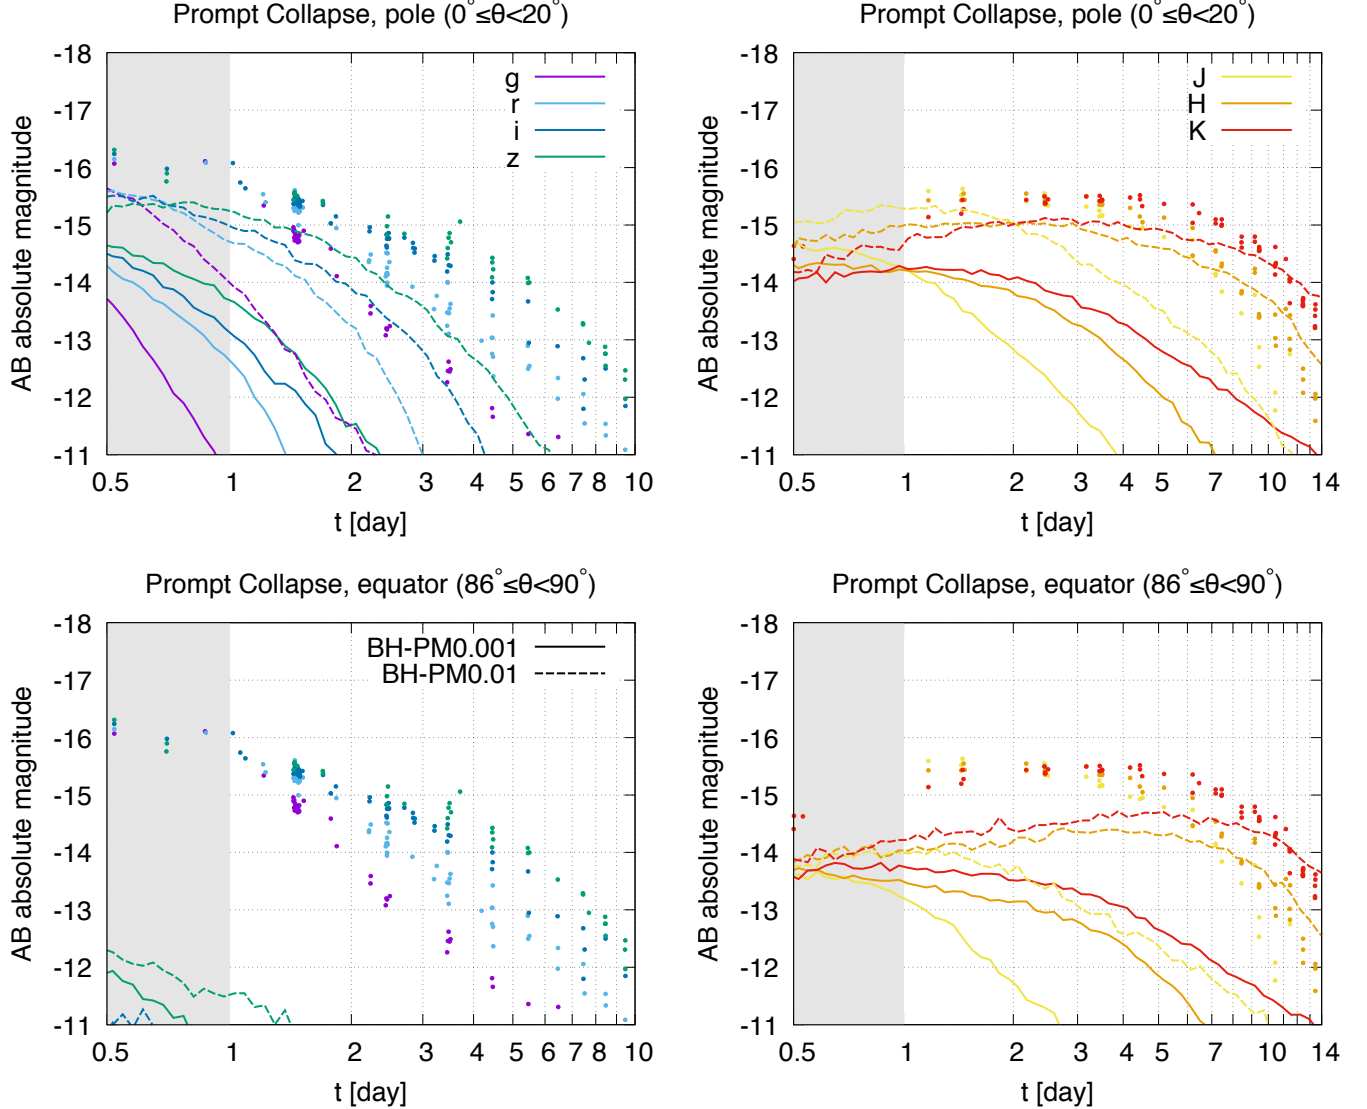 Prompt Collapse, pole (0°≤θ<20°)
AB absolute magnitude
-18
-17
-16
-15
-14
-13
-12
-11
g
r
i
z
0.5 1 2 3 4 5 6 7 8 10
t [day]
Prompt Collapse, pole (0°≤θ<20°)
AB absolute magnitude
-18
-17
-16
-15
-14
-13
-12
-11
J
H
K
0.5 1 2 3 4 5 7 10 14
t [day]
Prompt Collapse, equator (86°≤θ<90°)
AB absolute magnitude
-18
-17
-16
-15
-14
-13
-12
-11
BH-PM0.001
BH-PM0.01
0.5 1 2 3 4 5 6 7 8 10
t [day]
Prompt Collapse, equator (86°≤θ<90°)
AB absolute magnitude
-18
-17
-16
-15
-14
-13
-12
-11
0.5 1 2 3 4 5 7 10 14
t [day]